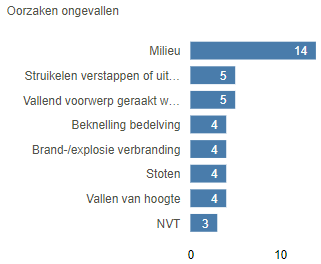 Oorzaken ongevallen
Milieu 14
Struikelen verstappen of uit... 5
Vallend voorwerp geraakt w... 5
Beknelling bedelving 4
Brand-/explosie verbranding 4
Stoten 4
Vallen van hoogte 4
NVT 3
0 10